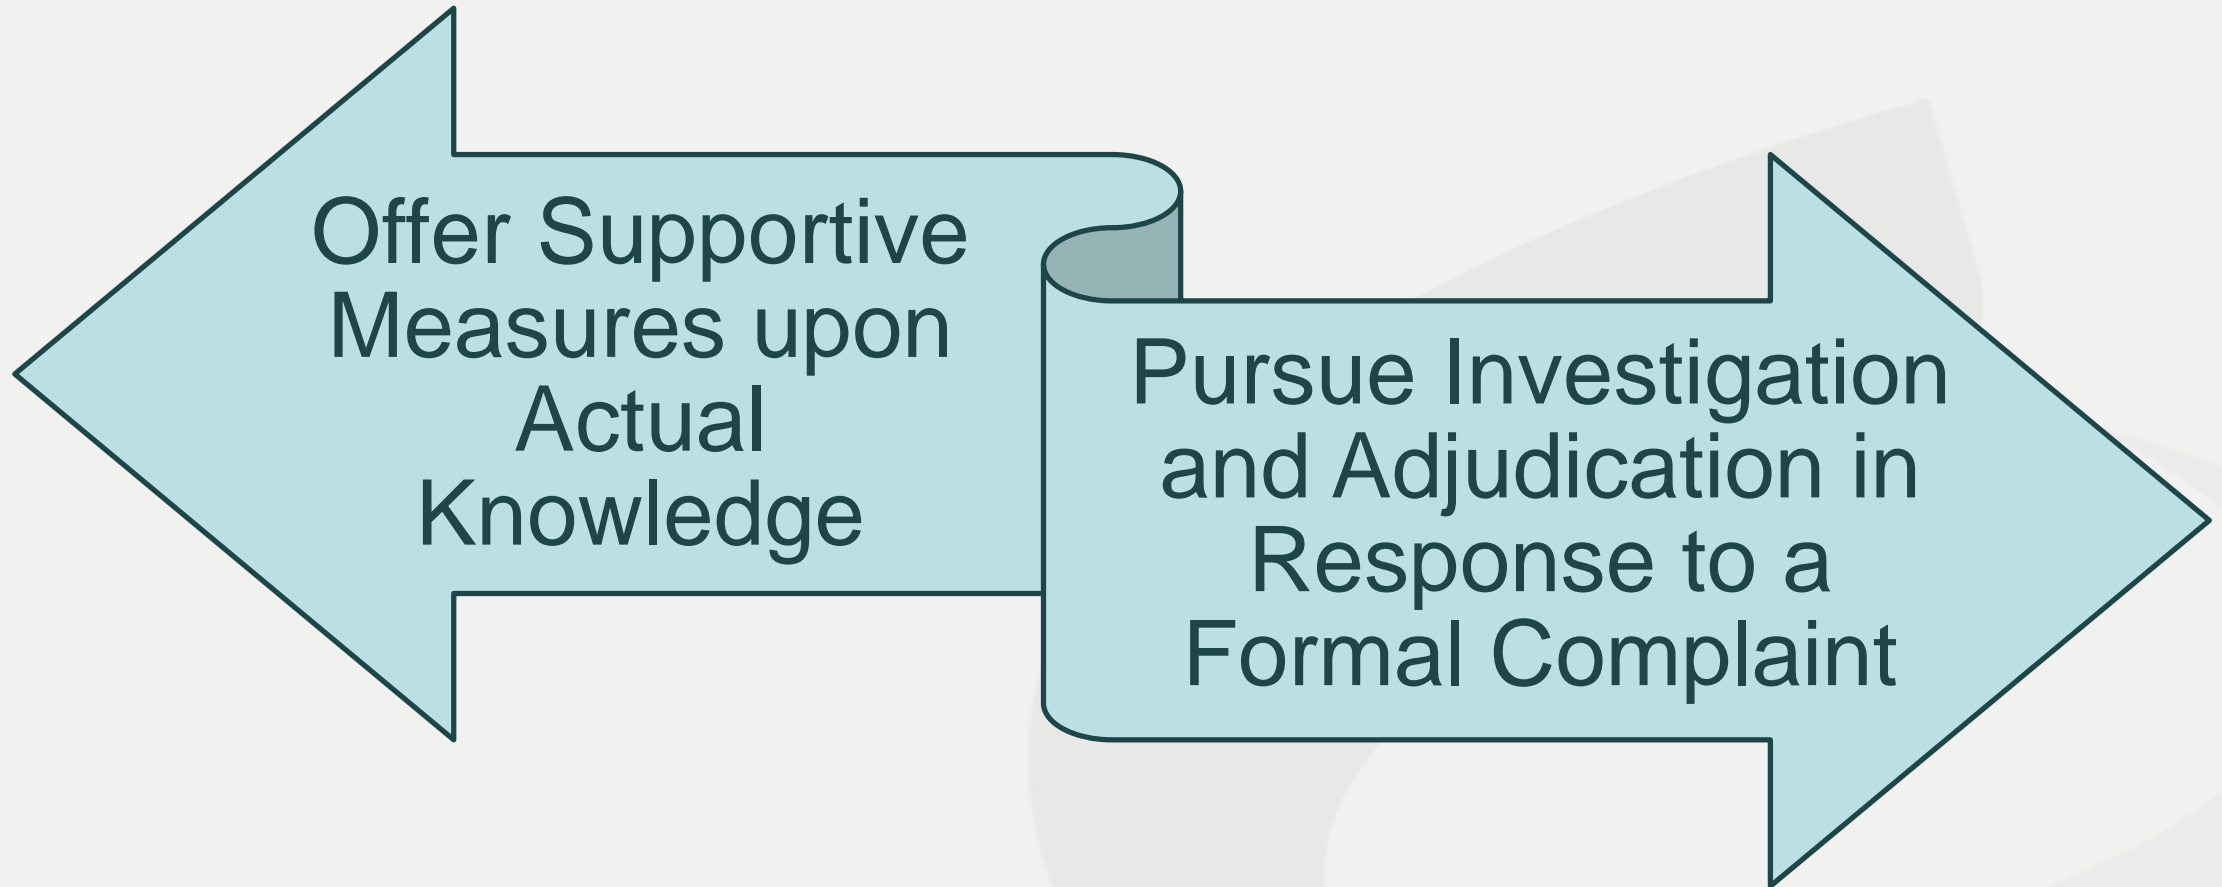 Offer Supportive
Measures upon
Actual
Knowledge
Pursue Investigation
and Adjudication in
Response to a
Formal Complaint